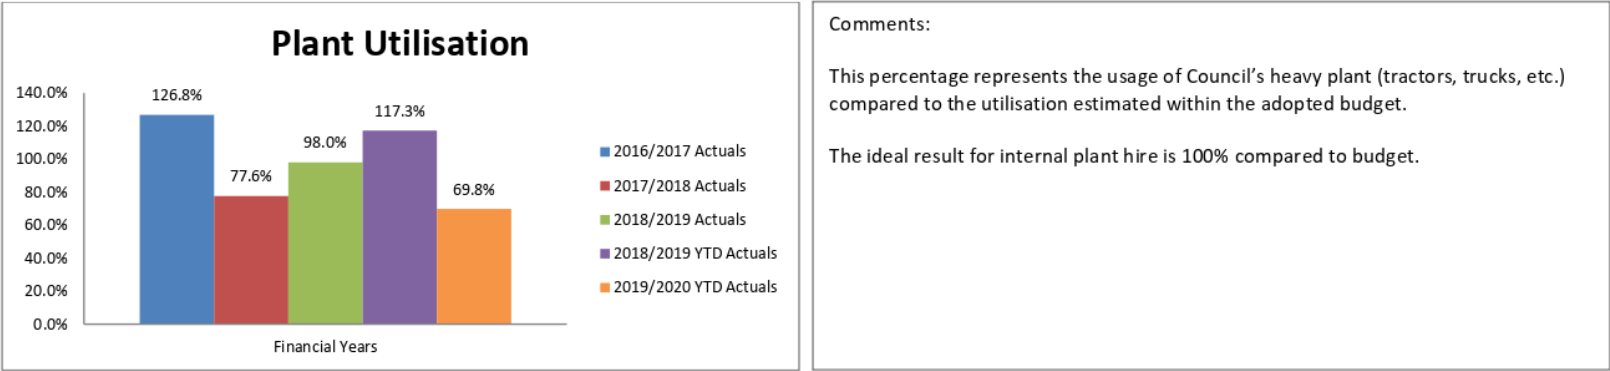 Plant Utilisation
140.0%
120.0%
100.0%
80.0%
60.0%
40.0%
20.0%
0.0%
126.8%
77.6%
98.0%
117.3%
69.8%
Financial Years
2016/2017 Actuals
2017/2018 Actuals
2018/2019 Actuals
2018/2019 YTD Actuals
2019/2020 YTD Actuals
Comments:
This percentage represents the usage of Council’s heavy plant (tractors, trucks, etc.)
compared to the utilisation estimated within the adopted budget.
The ideal result for internal plant hire is 100% compared to budget.